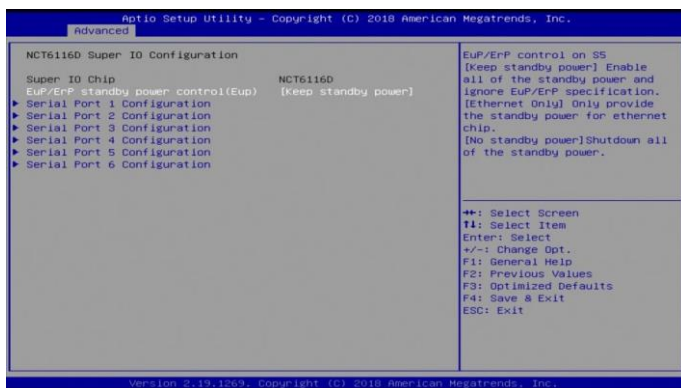 Aptio Setup Utility – Copyright (C) 2018 American Megatrends, Inc.
Advanced
NCT6116D Super IO Configuration
Super IO Chip NCT6116D
EuP/ErP standby power control(Eup) [Keep standby power]
▶ Serial Port 1 Configuration
▶ Serial Port 2 Configuration
▶ Serial Port 3 Configuration
▶ Serial Port 4 Configuration
▶ Serial Port 5 Configuration
▶ Serial Port 6 Configuration
EuP/ErP control on S5
[Keep standby power] Enable
all of the standby power and
ignore EuP/ErP specification.
[Ethernet Only] Only provide
the standby power for ethernet
chip.
[No standby power]Shutdown all
of the standby power.
→←: Select Screen
↑↓: Select Item
Enter: Select
+/-: Change Opt.
F1: General Help
F2: Previous Values
F3: Optimized Defaults
F4: Save & Exit
ESC: Exit
Version 2.19.1269. Copyright (C) 2018 American Megatrends, Inc.